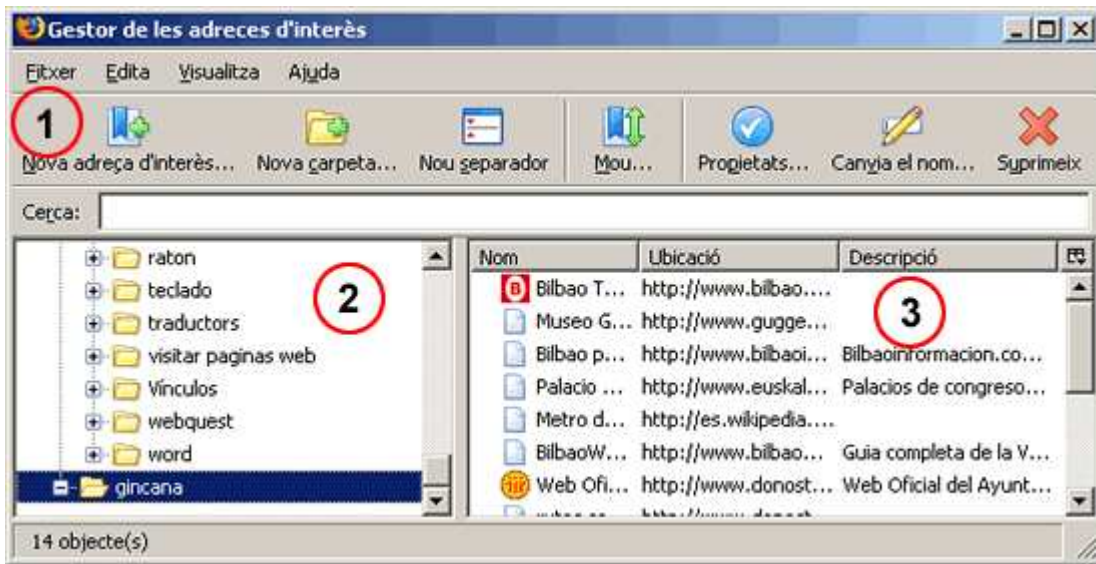 Gestor de les adreces d'interès
Fitxer Edita Visualitza Ajuda
1
Nova adreça d'interès... Nova carpeta... Nou separador Mou... Propietats... Canvia el nom... Suprimeix
Cerca:
raton
teclado
traductors
visitar paginas web
Vínculos
webquest
word
gincana
2
Nom Ubicació Descripció
3
B Bilbao T... http://www.bilbao....
Museo G... http://www.gugge...
Bilbao p... http://www.bilbaoi... Bilbaoinformacion.co...
Palacio ... http://www.euskal... Palacios de congreso...
Metro d... http://es.wikipedia....
BilbaoW... http://www.bilbao... Guia completa de la V...
Web Ofi... http://www.donost... Web Oficial del Ayunt...
14 objecte(s)